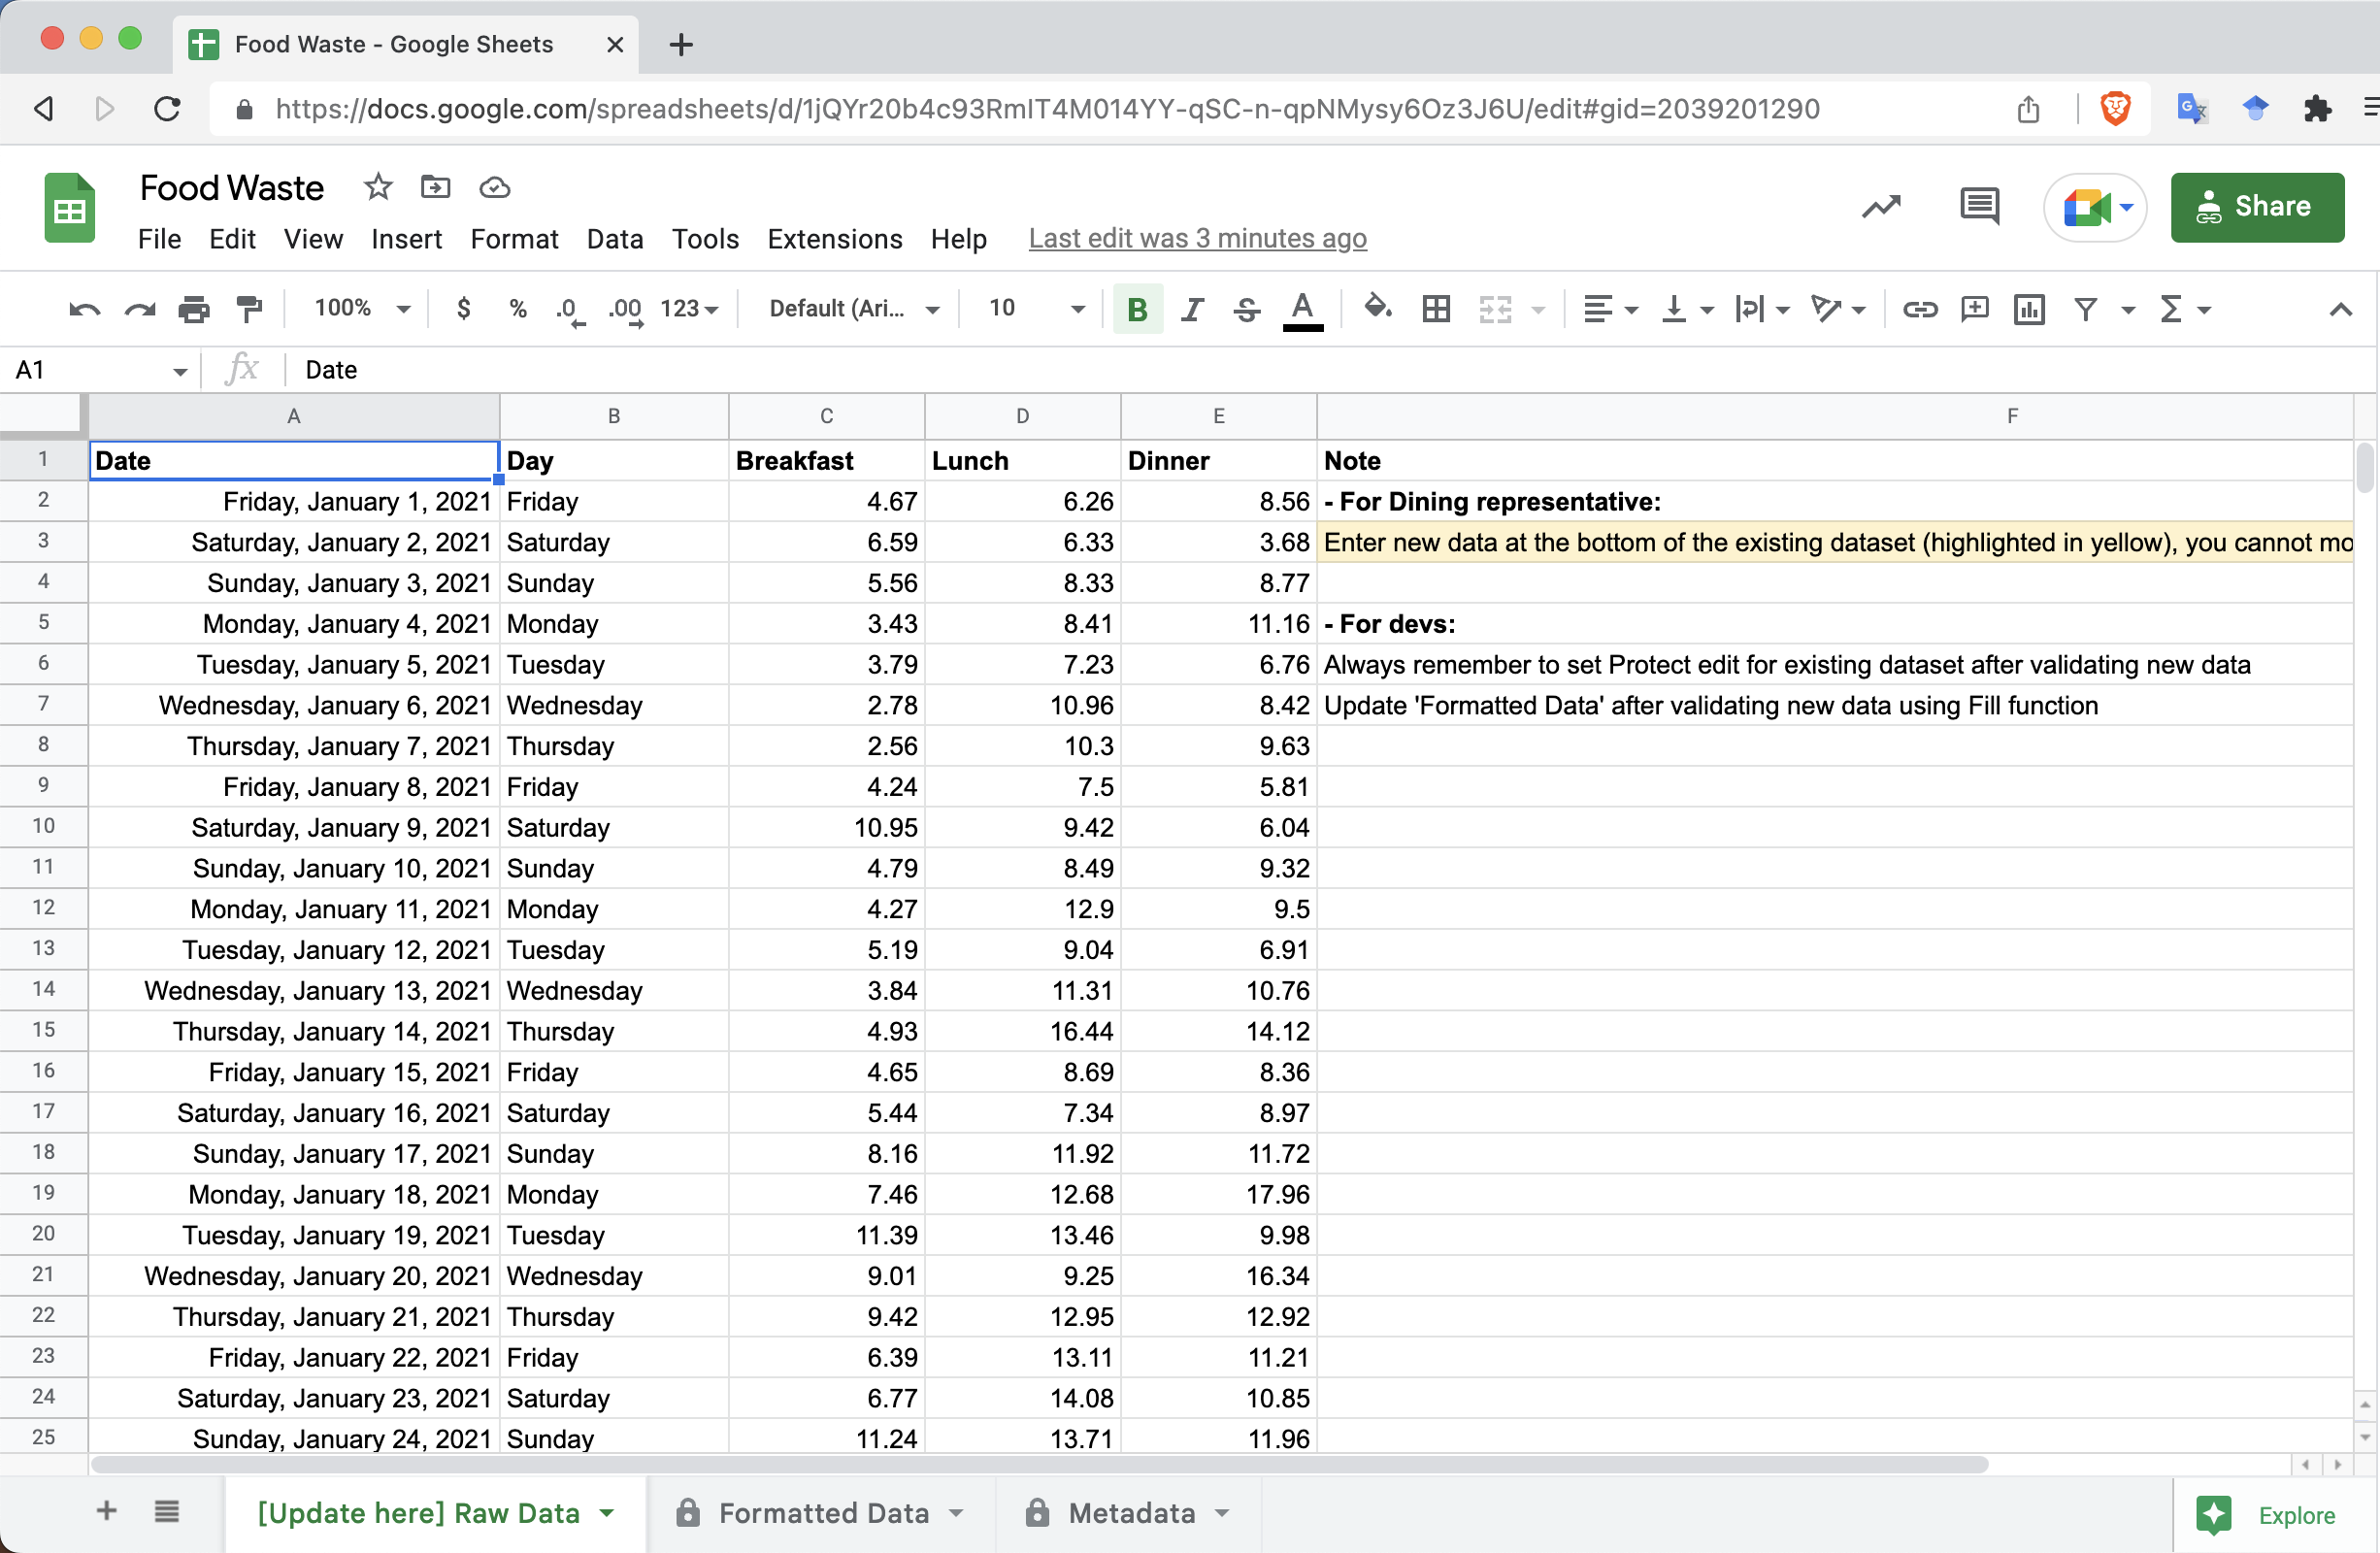 Food Waste - Google Sheets
https://docs.google.com/spreadsheets/d/1jQYr20b4c93RmIT4M014YY-qSC-n-qpNMysy6Oz3J6U/edit#gid=2039201290
Food Waste
Share
File Edit View Insert Format Data Tools Extensions Help Last edit was 3 minutes ago
100% $ % .0 .00 123 Default (Ari... 10 B I S A
A1 fx Date
A B C D E F
1 Date Day Breakfast Lunch Dinner Note
2 Friday, January 1, 2021 Friday 4.67 6.26 8.56 - For Dining representative:
3 Saturday, January 2, 2021 Saturday 6.59 6.33 3.68 Enter new data at the bottom of the existing dataset (highlighted in yellow), you cannot mo
4 Sunday, January 3, 2021 Sunday 5.56 8.33 8.77
5 Monday, January 4, 2021 Monday 3.43 8.41 11.16 - For devs:
6 Tuesday, January 5, 2021 Tuesday 3.79 7.23 6.76 Always remember to set Protect edit for existing dataset after validating new data
7 Wednesday, January 6, 2021 Wednesday 2.78 10.96 8.42 Update 'Formatted Data' after validating new data using Fill function
8 Thursday, January 7, 2021 Thursday 2.56 10.3 9.63
9 Friday, January 8, 2021 Friday 4.24 7.5 5.81
10 Saturday, January 9, 2021 Saturday 10.95 9.42 6.04
11 Sunday, January 10, 2021 Sunday 4.79 8.49 9.32
12 Monday, January 11, 2021 Monday 4.27 12.9 9.5
13 Tuesday, January 12, 2021 Tuesday 5.19 9.04 6.91
14 Wednesday, January 13, 2021 Wednesday 3.84 11.31 10.76
15 Thursday, January 14, 2021 Thursday 4.93 16.44 14.12
16 Friday, January 15, 2021 Friday 4.65 8.69 8.36
17 Saturday, January 16, 2021 Saturday 5.44 7.34 8.97
18 Sunday, January 17, 2021 Sunday 8.16 11.92 11.72
19 Monday, January 18, 2021 Monday 7.46 12.68 17.96
20 Tuesday, January 19, 2021 Tuesday 11.39 13.46 9.98
21 Wednesday, January 20, 2021 Wednesday 9.01 9.25 16.34
22 Thursday, January 21, 2021 Thursday 9.42 12.95 12.92
23 Friday, January 22, 2021 Friday 6.39 13.11 11.21
24 Saturday, January 23, 2021 Saturday 6.77 14.08 10.85
25 Sunday, January 24, 2021 Sunday 11.24 13.71 11.96
[Update here] Raw Data Formatted Data Metadata Explore